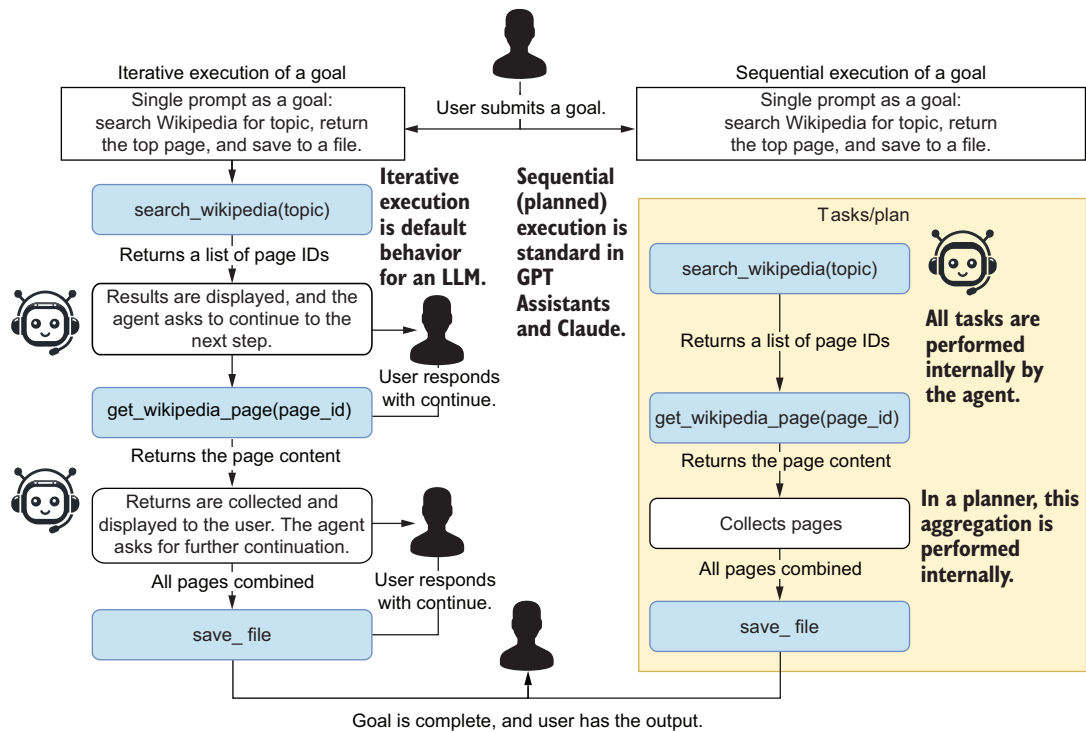 Iterative execution of a goal
Single prompt as a goal:
search Wikipedia for topic, return
the top page, and save to a file.
User submits a goal.
Sequential execution of a goal
Single prompt as a goal:
search Wikipedia for topic, return
the top page, and save to a file.
Iterative
execution
is default
behavior
for an LLM.
Sequential
(planned)
execution is
standard in
GPT
Assistants
and Claude.
search_wikipedia(topic)
Returns a list of page IDs
Results are displayed, and the
agent asks to continue to the
next step.
User responds
with continue.
get_wikipedia_page(page_id)
Returns the page content
Returns are collected and
displayed to the user. The agent
asks for further continuation.
User responds
with continue.
All pages combined
save_ file
Tasks/plan
search_wikipedia(topic)
All tasks are
performed
internally by
the agent.
Returns a list of page IDs
get_wikipedia_page(page_id)
Returns the page content
Collects pages
In a planner, this
aggregation is
performed
internally.
All pages combined
save_ file
Goal is complete, and user has the output.